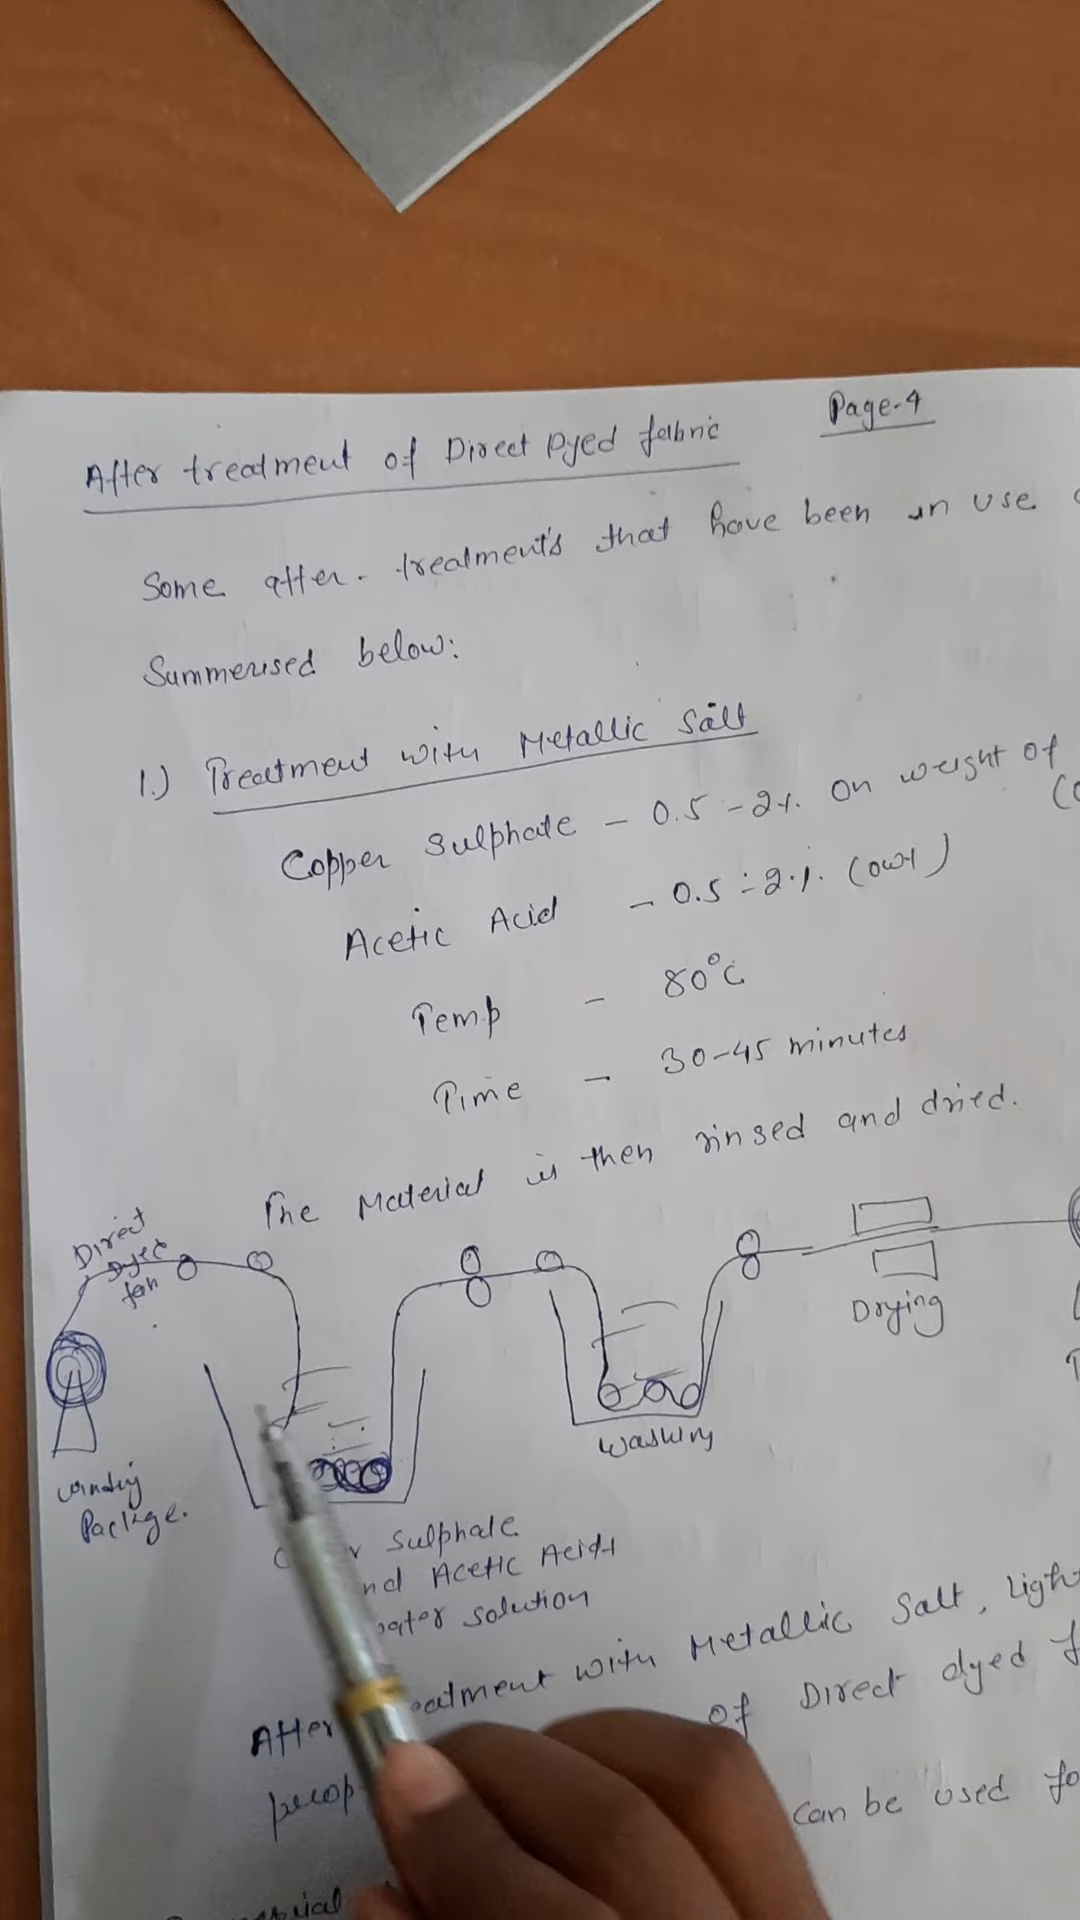 Page-4
After treatment of Direct Dyed fabric
Some after-treatment's that have been in use
Summerised below:
1.) Treatment with Metallic Salt
Copper Sulphate - 0.5-2% on weight of
Acetic Acid - 0.5-2% (owt)
Temp - 80°C
Time - 30-45 minutes
The Material is then rinsed and dried.
Direct
Dyed
Drying
Washing
Winding
Package.
Sulphate
Acetic Acid
solution
After with Metallic Salt, Light
of Direct dyed
can be used